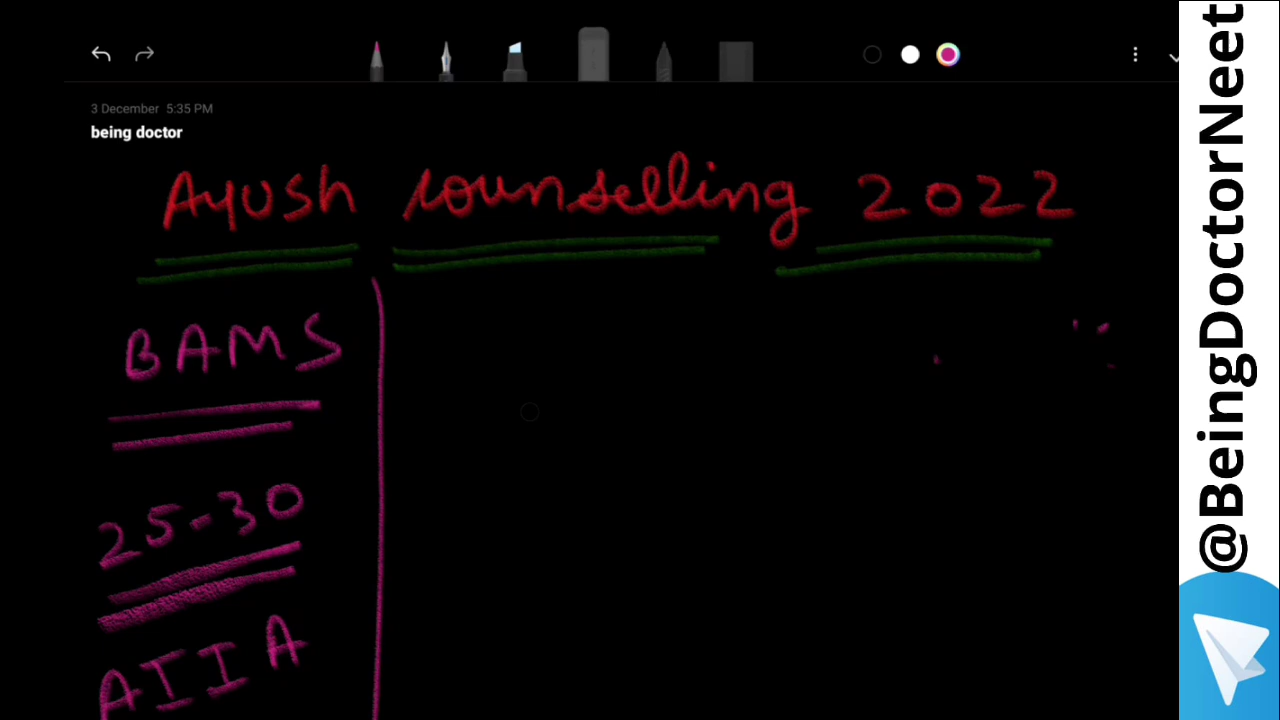 3 December 5:35 PM
being doctor
Ayush counselling 2022
BAMS
25-30
AIIA
@BeingDoctorNeet